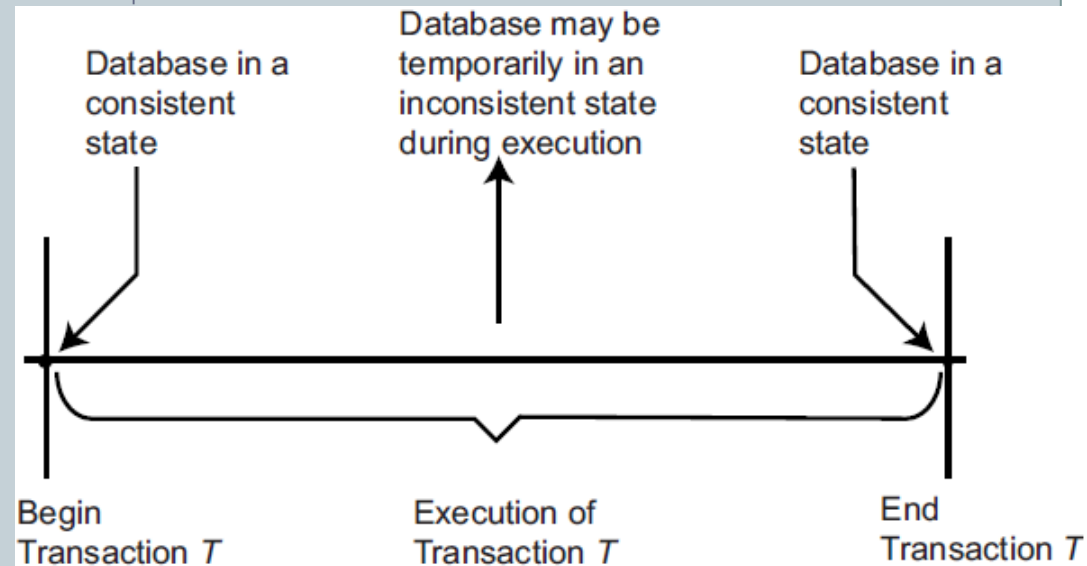 Database in a
consistent
state
Database may be
temporarily in an
inconsistent state
during execution
Database in a
consistent
state
Begin
Transaction T
Execution of
Transaction T
End
Transaction T